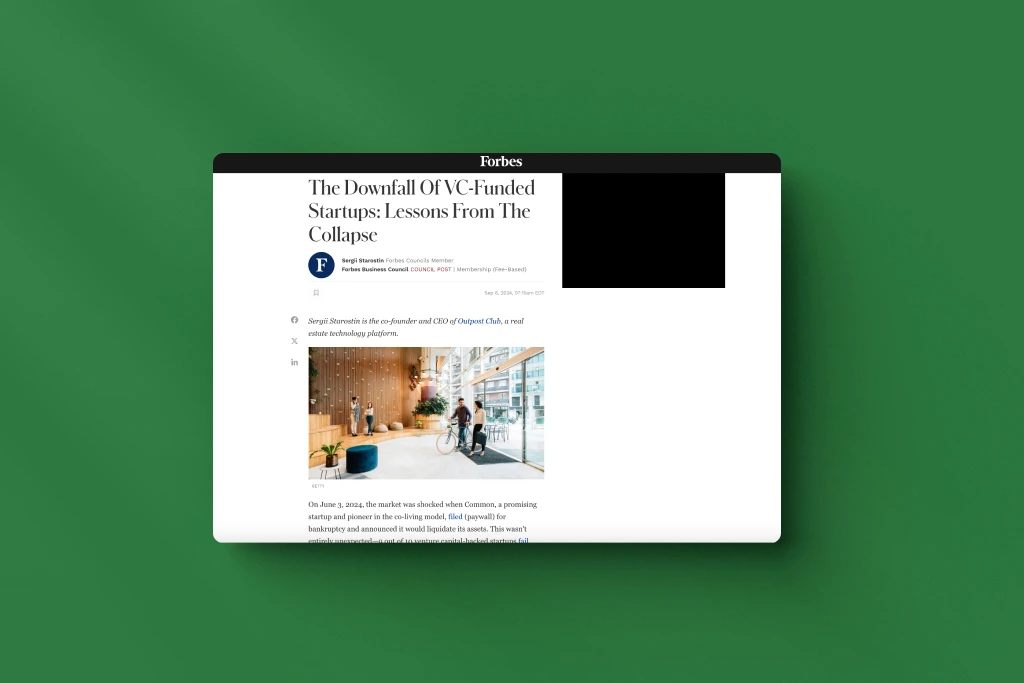 Forbes
The Downfall Of VC-Funded
Startups: Lessons From The
Collapse
F
Sergii Starostin Forbes Councils Member
Forbes Business Council COUNCIL POST | Membership (Fee-Based)
Sep 6, 2024, 07:15am EDT
Sergii Starostin is the co-founder and CEO of Outpost Club, a real
estate technology platform.
GETTY
On June 3, 2024, the market was shocked when Common, a promising
startup and pioneer in the co-living model, filed (paywall) for
bankruptcy and announced it would liquidate its assets. This wasn't
entirely unexpected—9 out of 10 venture capital-backed startups fail